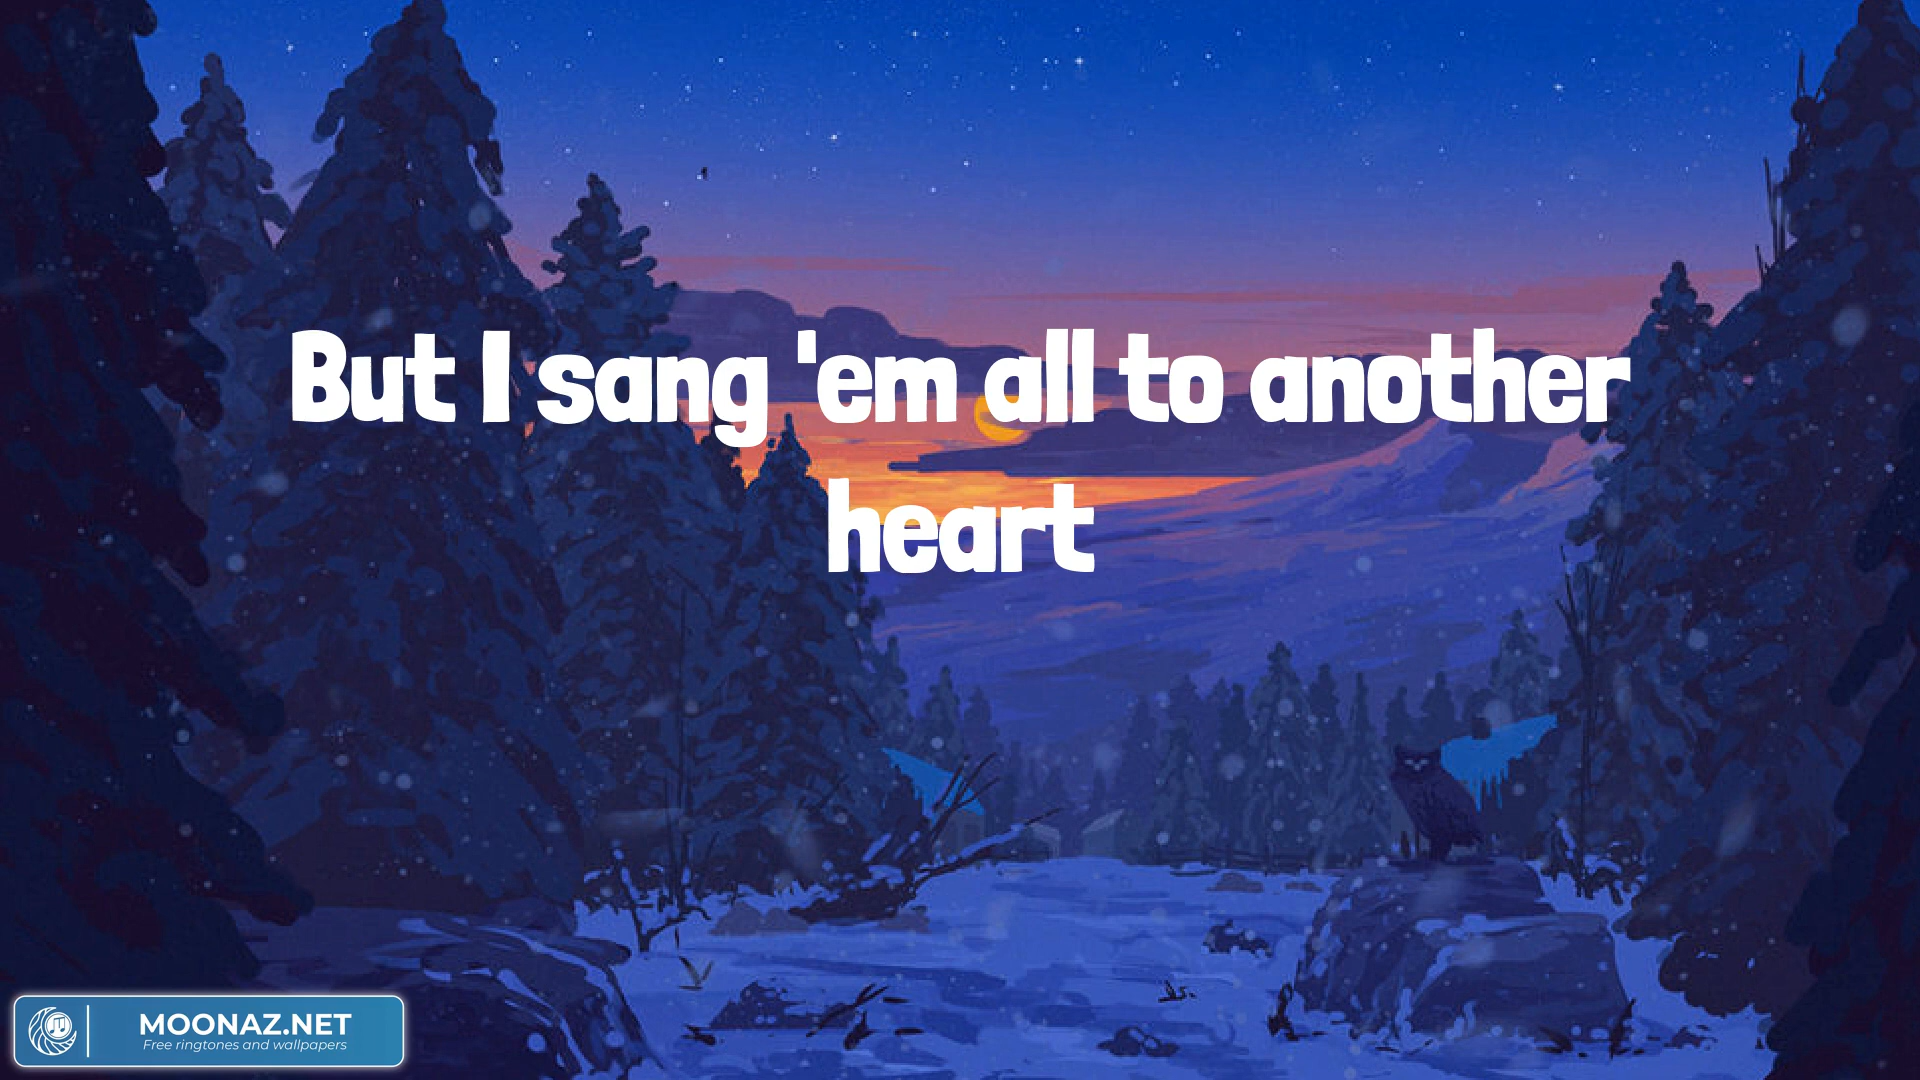 But I sang 'em all to another
heart
MOONAZ.NET
Free ringtones and wallpapers